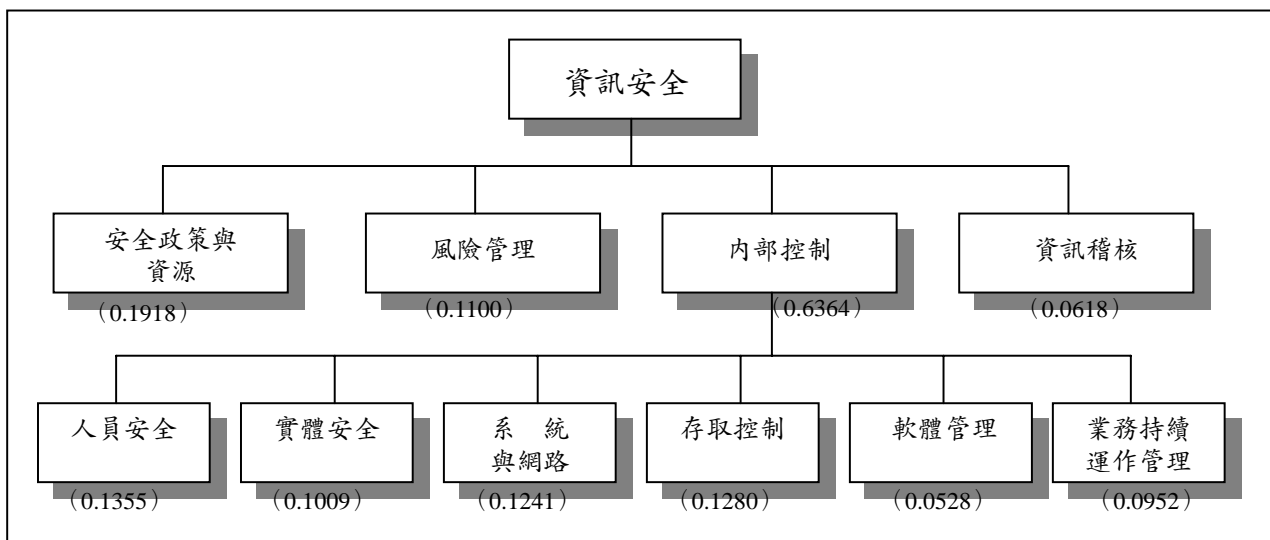 資訊安全
安全政策與
資源
風險管理
內部控制
資訊稽核
（0.1918）
（0.1100）
（0.6364）
（0.0618）
人員安全
實體安全
系　統
與網路
存取控制
軟體管理
業務持續
運作管理
（0.1355）
（0.1009）
（0.1241）
（0.1280）
（0.0528）
（0.0952）